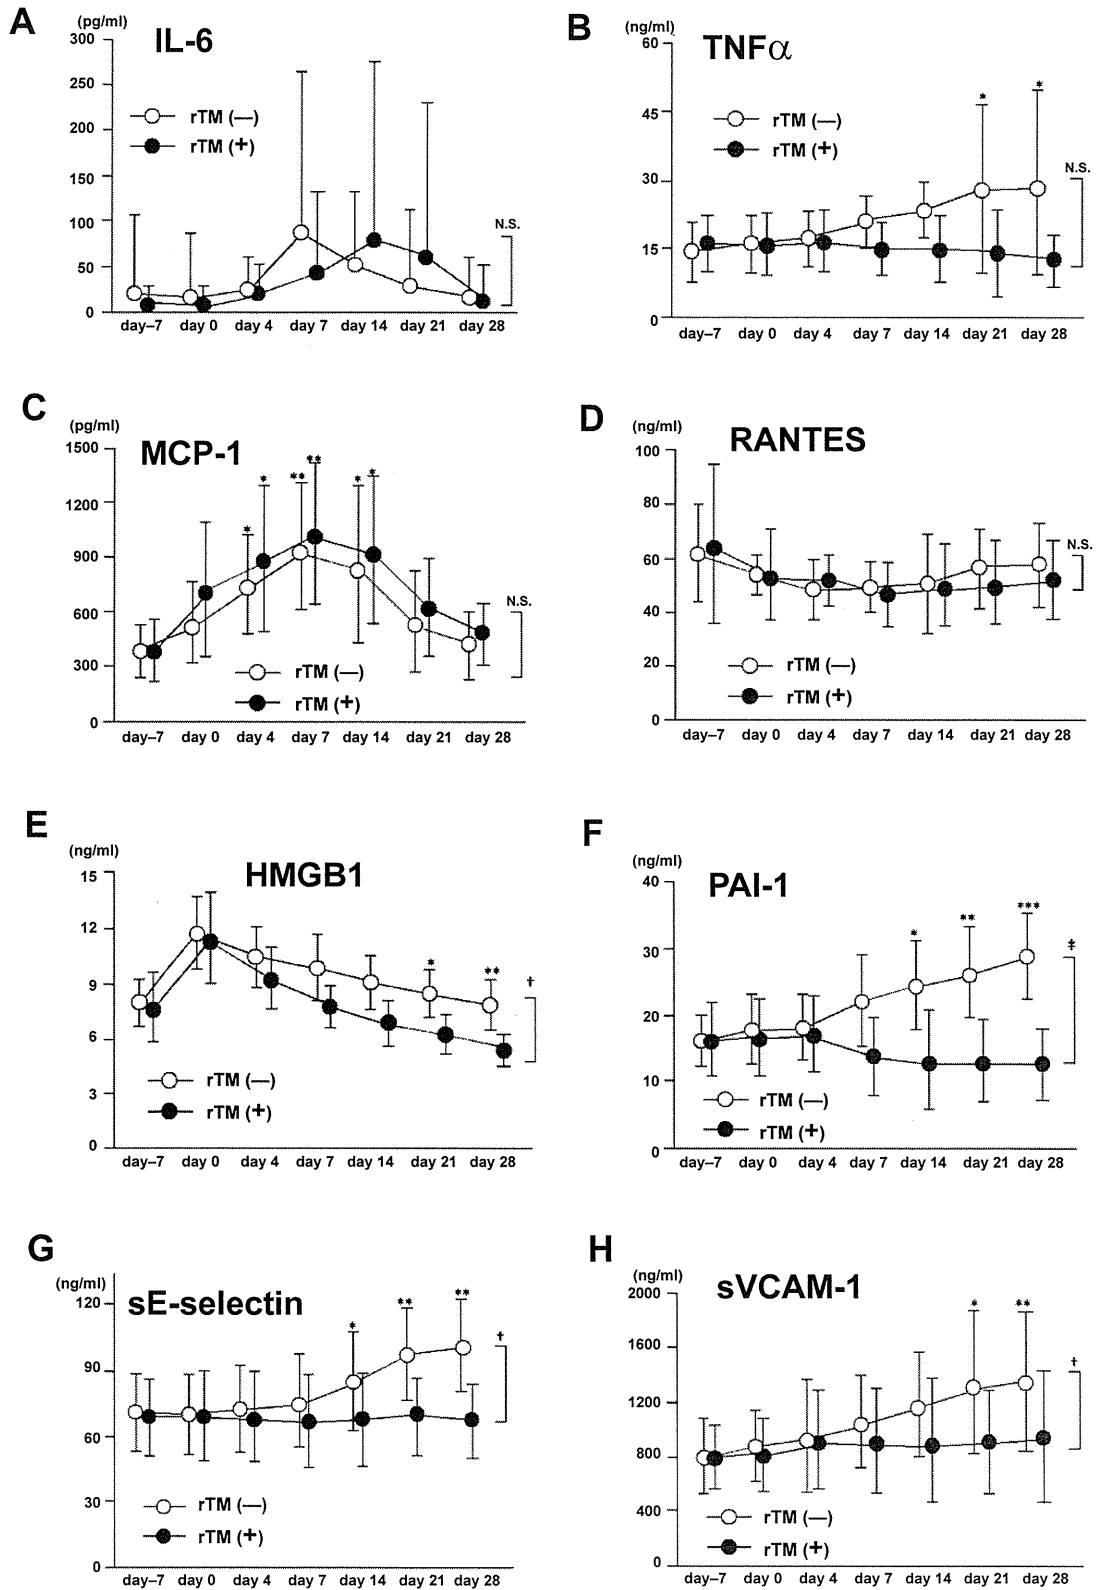 A
(pg/ml)
IL-6
300
250
200
150
100
50
0
rTM (—)
rTM (+)
N.S.
day–7 day 0 day 4 day 7 day 14 day 21 day 28
B
(ng/ml)
TNFα
60
45
30
15
0
rTM (—)
rTM (+)
* *
N.S.
day–7 day 0 day 4 day 7 day 14 day 21 day 28
C
(pg/ml)
MCP-1
1500
1200
900
600
300
0
* * ** ** * *
N.S.
rTM (—)
rTM (+)
day–7 day 0 day 4 day 7 day 14 day 21 day 28
D
(ng/ml)
RANTES
100
80
60
40
20
0
N.S.
rTM (—)
rTM (+)
day–7 day 0 day 4 day 7 day 14 day 21 day 28
E
(ng/ml)
HMGB1
15
12
9
6
3
0
* **
†
rTM (—)
rTM (+)
day–7 day 0 day 4 day 7 day 14 day 21 day 28
F
(ng/ml)
PAI-1
40
30
20
10
0
* ** ***
‡
rTM (—)
rTM (+)
day–7 day 0 day 4 day 7 day 14 day 21 day 28
G
(ng/ml)
sE-selectin
120
90
60
30
0
* ** **
†
rTM (—)
rTM (+)
day–7 day 0 day 4 day 7 day 14 day 21 day 28
H
(ng/ml)
sVCAM-1
2000
1600
1200
800
400
0
* **
†
rTM (—)
rTM (+)
day–7 day 0 day 4 day 7 day 14 day 21 day 28